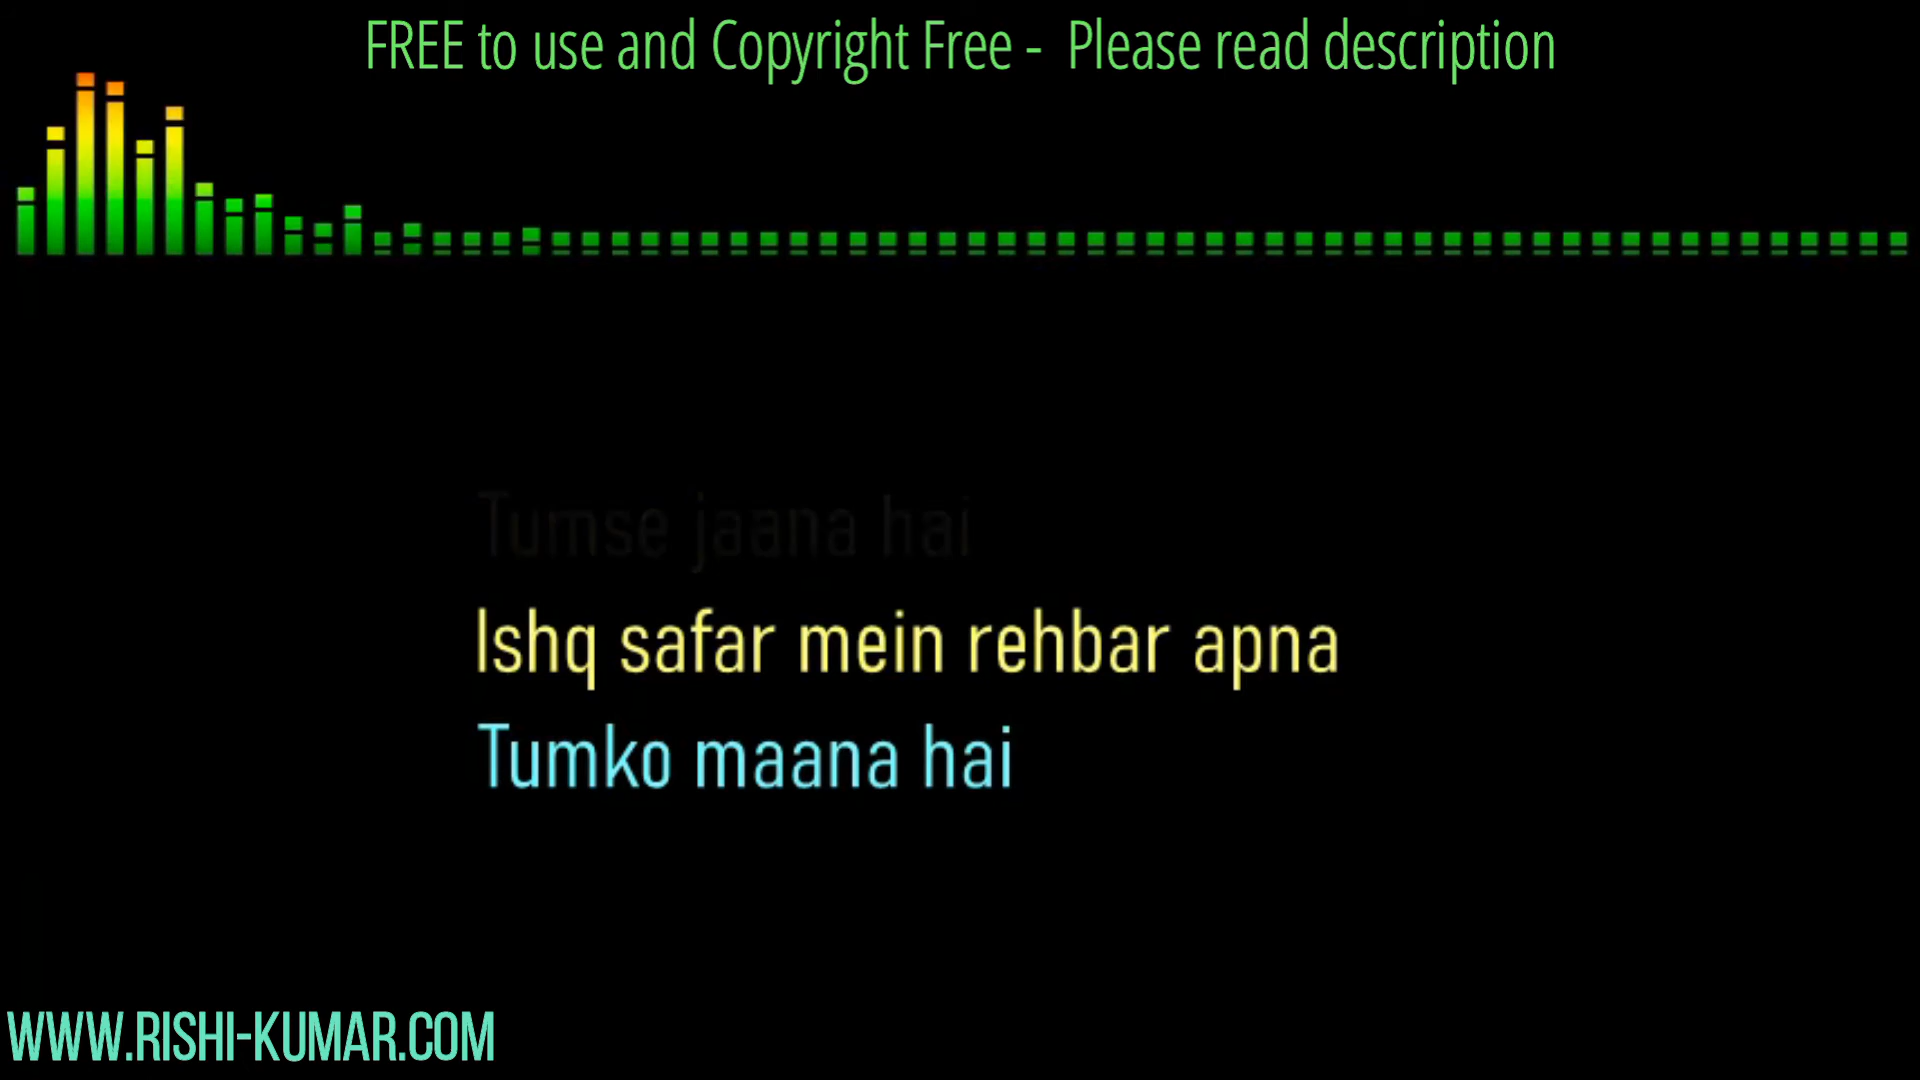 FREE to use and Copyright Free - Please read description
Tumse jaana hai
Ishq safar mein rehbar apna
Tumko maana hai
WWW.RISHI-KUMAR.COM